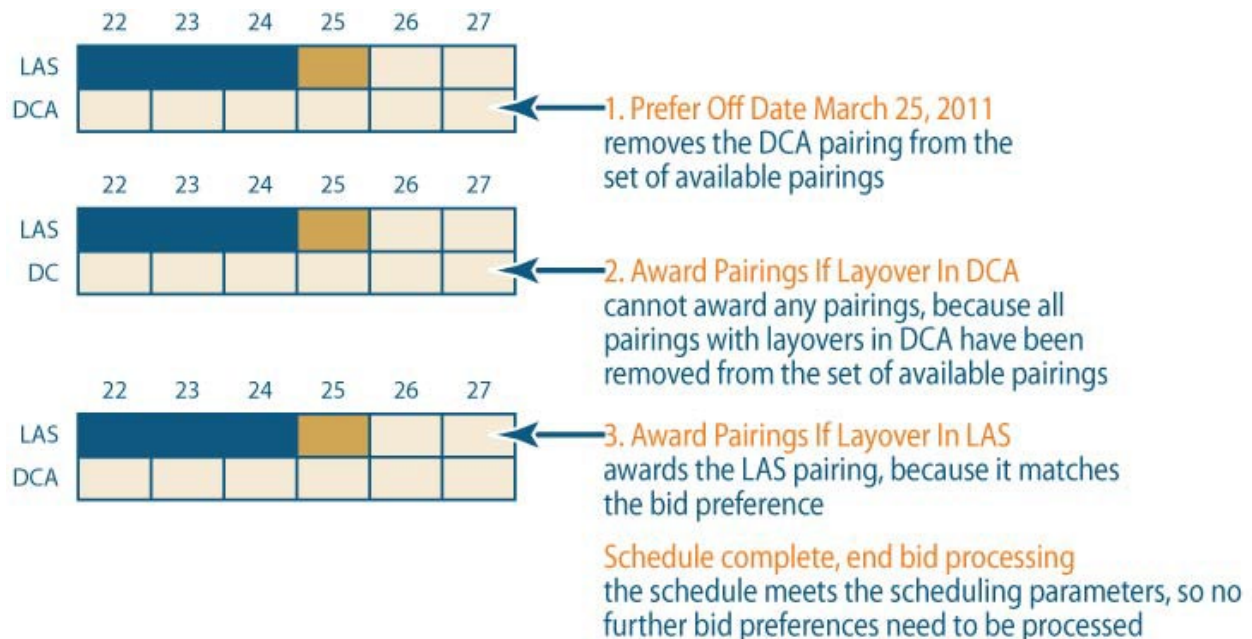 22 23 24 25 26 27
LAS
DCA
1. Prefer Off Date March 25, 2011
removes the DCA pairing from the
set of available pairings
22 23 24 25 26 27
LAS
DC
2. Award Pairings If Layover In DCA
cannot award any pairings, because all
pairings with layovers in DCA have been
removed from the set of available pairings
22 23 24 25 26 27
LAS
DCA
3. Award Pairings If Layover In LAS
awards the LAS pairing, because it matches
the bid preference
Schedule complete, end bid processing
the schedule meets the scheduling parameters, so no
further bid preferences need to be processed